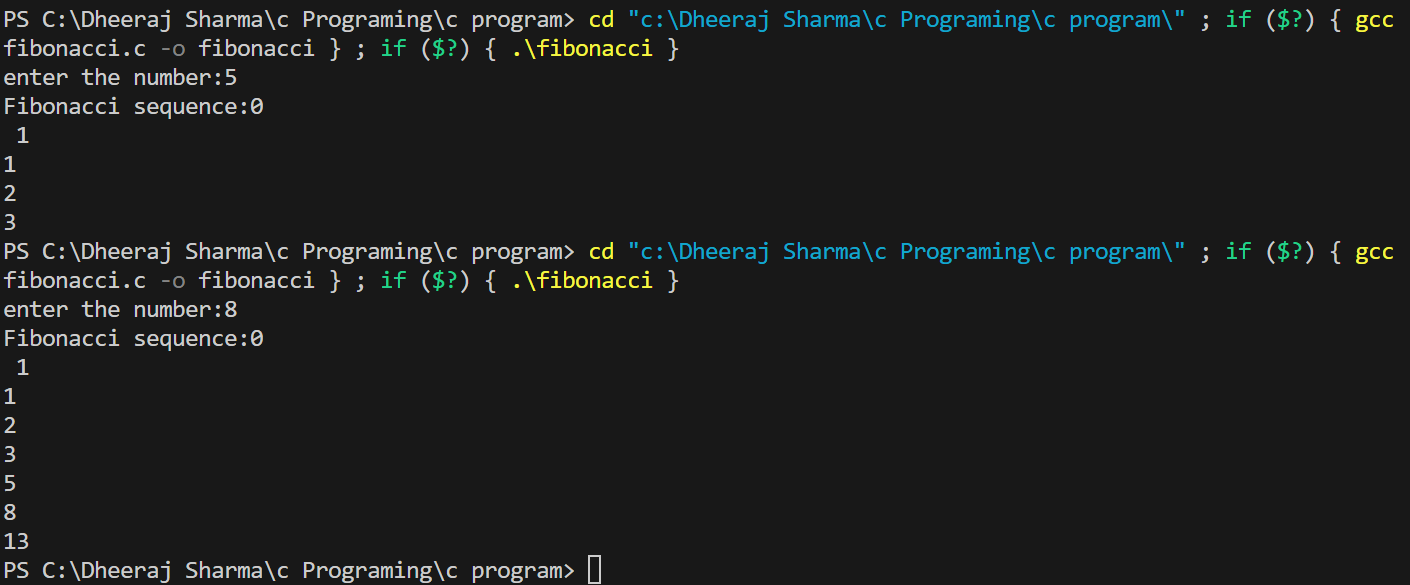 PS C:\Dheeraj Sharma\c Programing\c program> cd "c:\Dheeraj Sharma\c Programing\c program\" ; if ($?) { gcc
fibonacci.c -o fibonacci } ; if ($?) { .\fibonacci }
enter the number:5
Fibonacci sequence:0
 1
1
2
3
PS C:\Dheeraj Sharma\c Programing\c program> cd "c:\Dheeraj Sharma\c Programing\c program\" ; if ($?) { gcc
fibonacci.c -o fibonacci } ; if ($?) { .\fibonacci }
enter the number:8
Fibonacci sequence:0
 1
1
2
3
5
8
13
PS C:\Dheeraj Sharma\c Programing\c program>